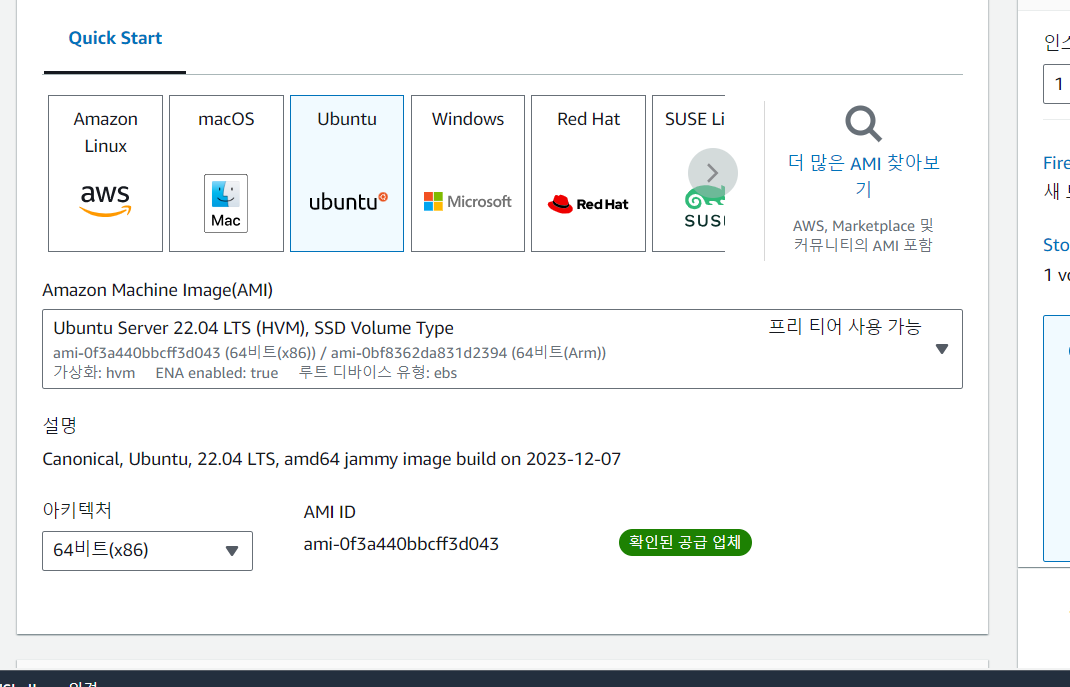 Quick Start
Amazon
Linux
aws
macOS
Mac
Ubuntu
ubuntu
Windows
Microsoft
Red Hat
Red Hat
SUSE Li
SUS
더 많은 AMI 찾아보
기
AWS, Marketplace 및
커뮤니티의 AMI 포함
Amazon Machine Image(AMI)
Ubuntu Server 22.04 LTS (HVM), SSD Volume Type
프리 티어 사용 가능
ami-0f3a440bbcff3d043 (64비트(x86)) / ami-0bf8362da831d2394 (64비트(Arm))
가상화: hvm ENA enabled: true 루트 디바이스 유형: ebs
설명
Canonical, Ubuntu, 22.04 LTS, amd64 jammy image build on 2023-12-07
아키텍처
64비트(x86)
AMI ID
ami-0f3a440bbcff3d043
확인된 공급 업체
인스
1
Fire
새
Sto
1 vo